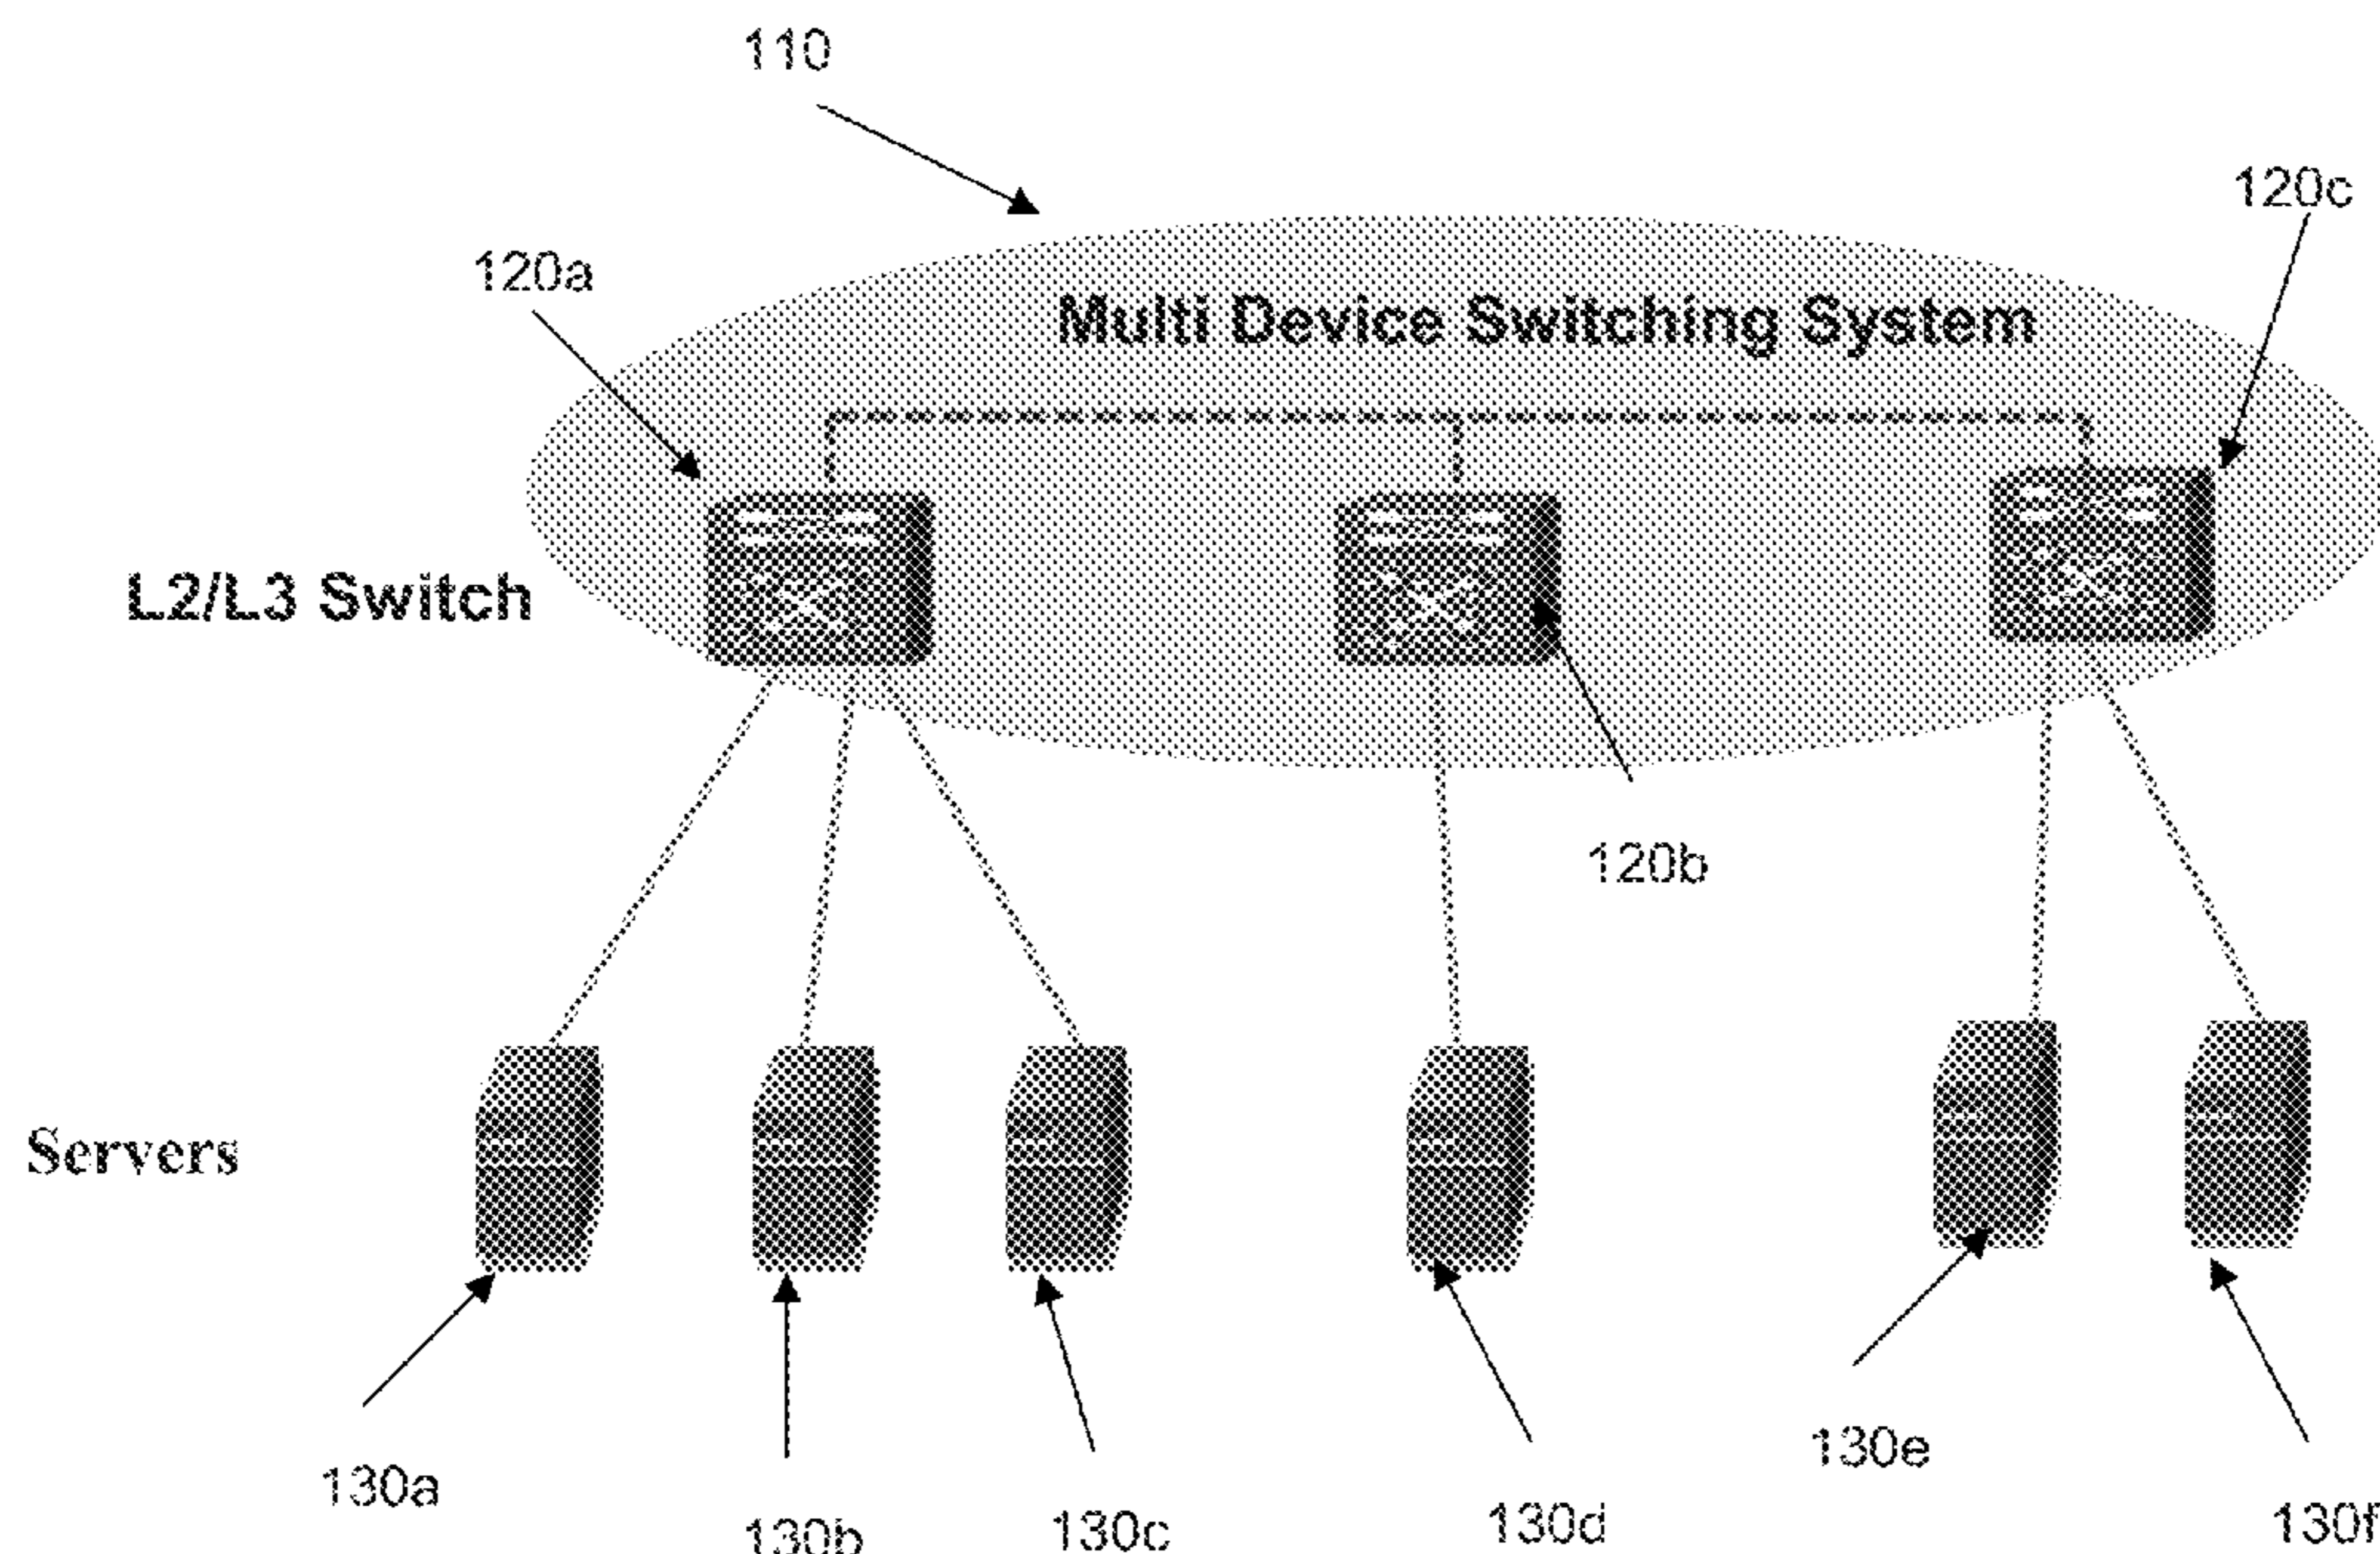 110
120c
120a
Multi Device Switching System
L2/L3 Switch
120b
Servers
130a
130b
130c
130d
130e
130f